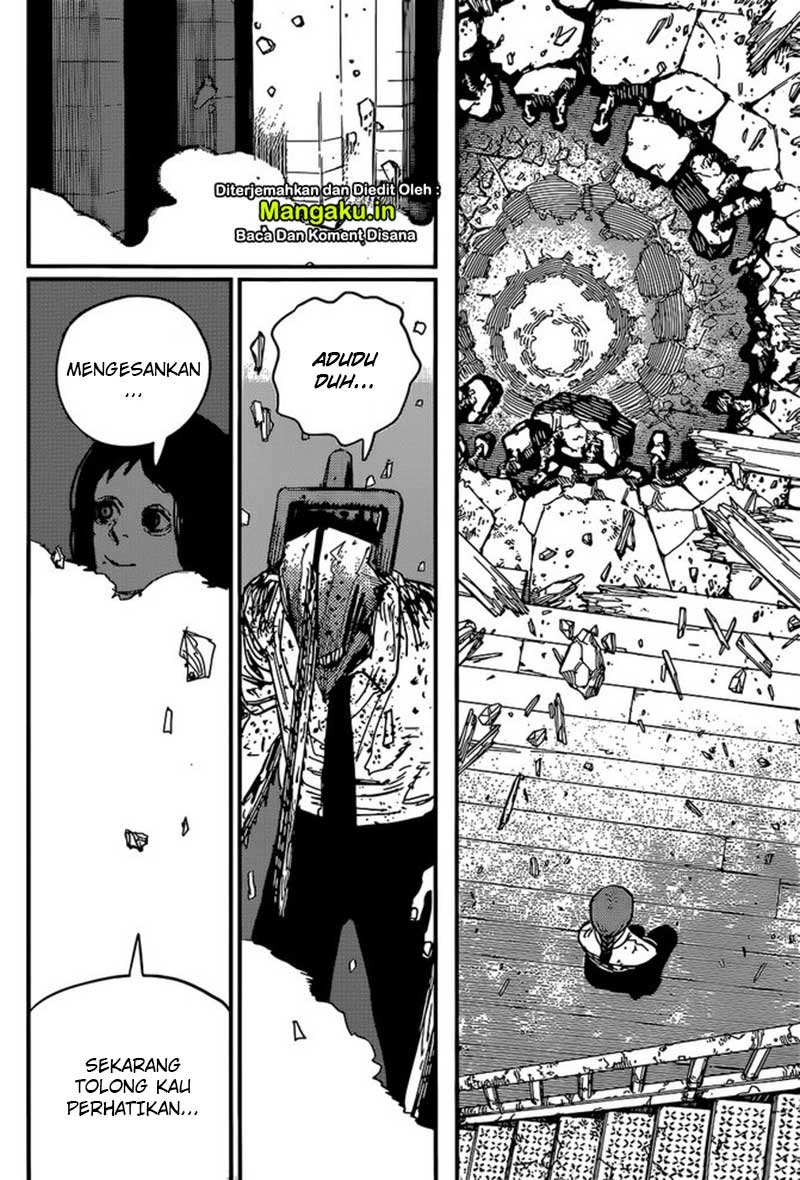 Diterjemahkan dan Diedit Oleh :
Mangaku.in
Baca Dan Koment Disana
ADUDU
DUH...
MENGESANKAN
...
SEKARANG
TOLONG KAU
PERHATIKAN...